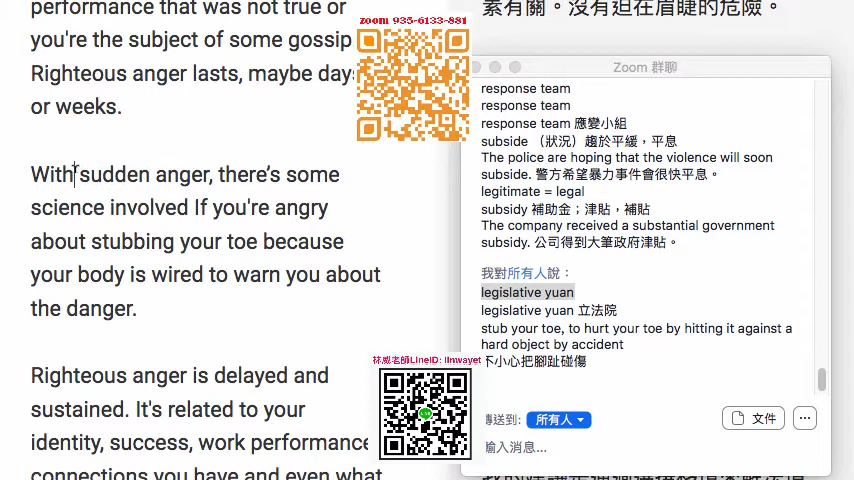 performance that was not true or
you're the subject of some gossip
Righteous anger lasts, maybe day
or weeks.
With sudden anger, there's some
science involved If you're angry
about stubbing your toe because
your body is wired to warn you about
the danger.
Righteous anger is delayed and
sustained. It's related to your
identity, success, work performance
connections you have and even what
zoom 935-6133-881
素有關。沒有迫在眉睫的危險。
Zoom 群聊
response team
response team
response team 應變小組
subside （狀況）趨於平緩，平息
The police are hoping that the violence will soon
subside. 警方希望暴力事件會很快平息。
legitimate = legal
subsidy 補助金；津貼，補貼
The company received a substantial government
subsidy. 公司得到大筆政府津貼。
我對所有人說：
legislative yuan
legislative yuan 立法院
stub your toe, to hurt your toe by hitting it against a
hard object by accident
不小心把腳趾碰傷
林威老師LineID: linwayet
LINE
傳送到: 所有人
文件
輸入消息...